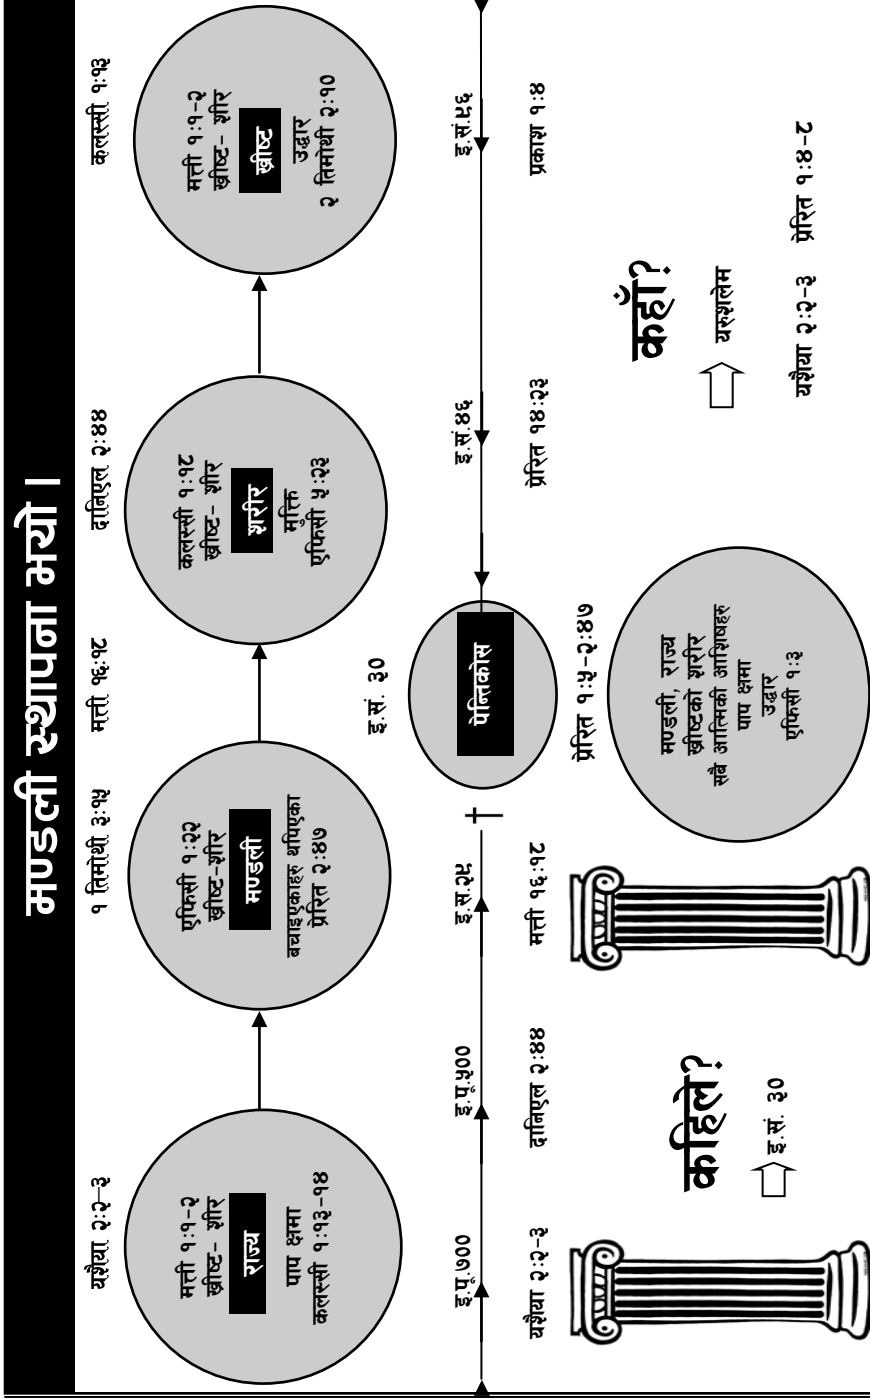 मण्डली स्थापना भयो ।
यशैया २:२-३
१ तिमोथी ३:१५
मत्ती १६:१८
दानिएल २:४४
कलस्सी १:१३
मत्ती १:१-२
ख्रीष्ट- शीर
राज्य
पाप क्षमा
कलस्सी १:१३-१४
एफिसी १:२२
ख्रीष्ट-शीर
मण्डली
बचाइएकाहरु थपिएका
प्रेरित २:४७
कलस्सी १:१८
ख्रीष्ट- शीर
शरीर
मुक्ति
एफिसी ५:२३
मत्ती १:१-२
ख्रीष्ट- शीर
ख्रीष्ट
उद्धार
२ तिमोथी २:१०
इ.पू.७००
इ.पू.५००
इ.स.२९
इ.सं. ३०
इ.सं.४६
इ.सं.९६
पेन्तिकोस
यशैया २:२-३
दानिएल २:४४
मत्ती १६:१८
प्रेरित १:५-२:४७
प्रेरित १४:२३
प्रकाश १:४
कहिले?
इ.सं. ३०
मण्डली, राज्य
ख्रीष्टको शरीर
सबै आत्मिकी आशिषहरु
पाप क्षमा
उद्धार
एफिसी १:३
कहाँ?
यरुशलेम
यशैया २:२-३ प्रेरित १:४-८